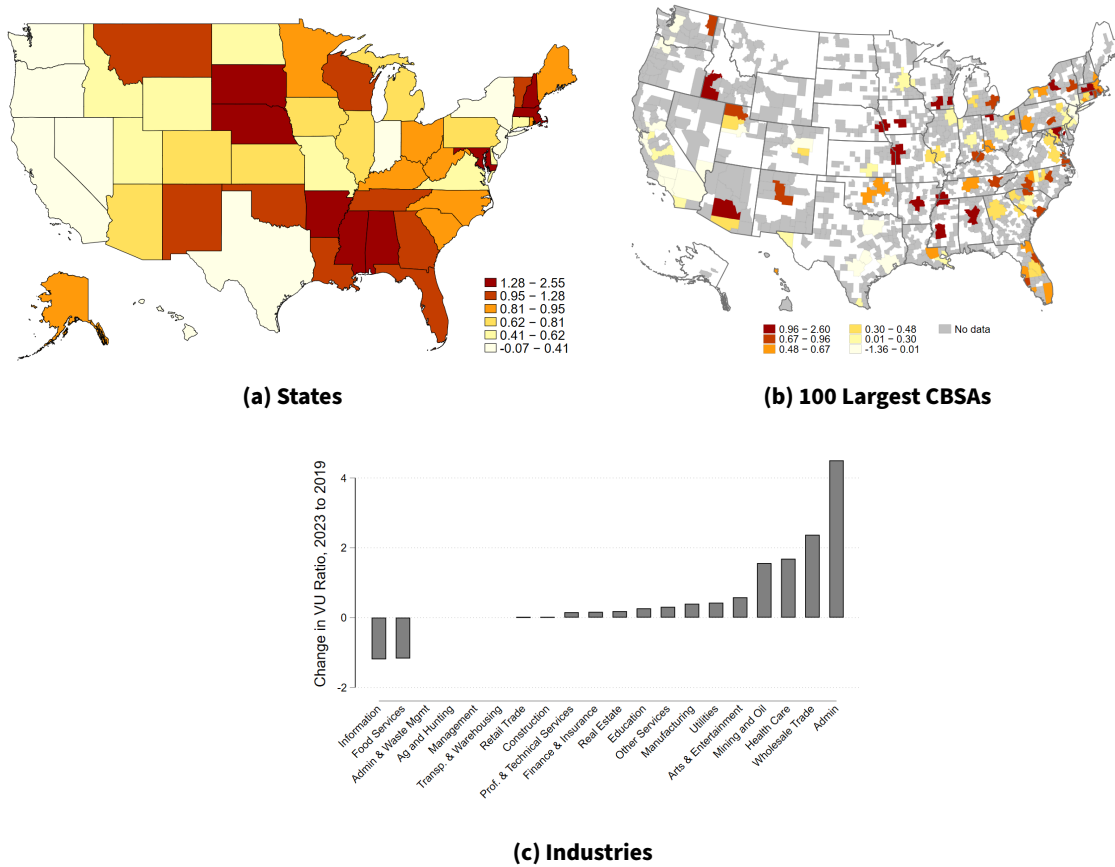 1.28 − 2.55
0.95 − 1.28
0.81 − 0.95
0.62 − 0.81
0.41 − 0.62
-0.07 − 0.41
(a) States
0.96 − 2.60
0.67 − 0.96
0.48 − 0.67
0.30 − 0.48
0.01 − 0.30
-1.36 − 0.01
No data
(b) 100 Largest CBSAs
Change in VU Ratio, 2023 to 2019
4
2
0
-2
Information
Food Services
Admin & Waste Mgmt
Ag and Hunting
Management
Transp. & Warehousing
Retail Trade
Construction
Prof. & Technical Services
Finance & Insurance
Real Estate
Education
Other Services
Manufacturing
Utilities
Arts & Entertainment
Mining and Oil
Health Care
Wholesale Trade
Admin
(c) Industries